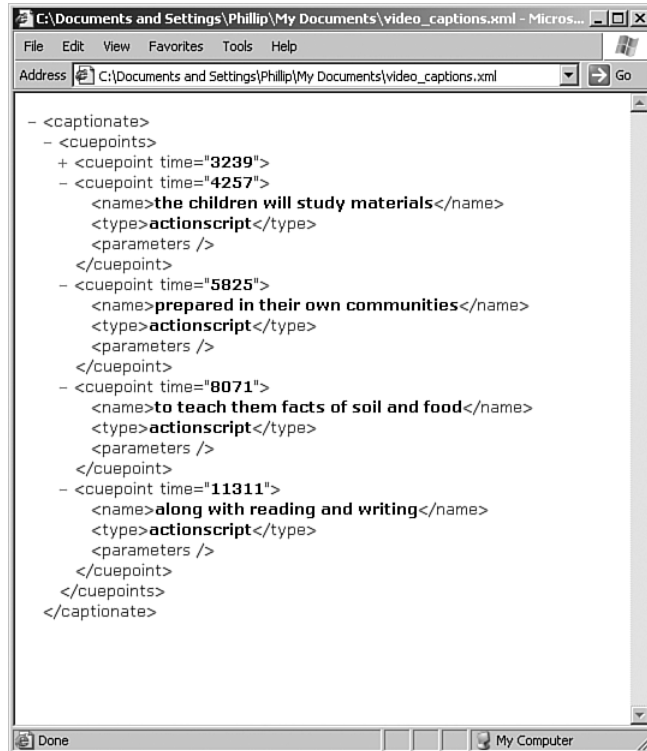 C:\Documents and Settings\Phillip\My Documents\video_captions.xml - Micros...
File Edit View Favorites Tools Help
Address C:\Documents and Settings\Phillip\My Documents\video_captions.xml Go
- <captionate>
- <cuepoints>
+ <cuepoint time="3239">
- <cuepoint time="4257">
<name>the children will study materials</name>
<type>actionscript</type>
<parameters />
</cuepoint>
- <cuepoint time="5825">
<name>prepared in their own communities</name>
<type>actionscript</type>
<parameters />
</cuepoint>
- <cuepoint time="8071">
<name>to teach them facts of soil and food</name>
<type>actionscript</type>
<parameters />
</cuepoint>
- <cuepoint time="11311">
<name>along with reading and writing</name>
<type>actionscript</type>
<parameters />
</cuepoint>
</cuepoints>
</captionate>
Done My Computer